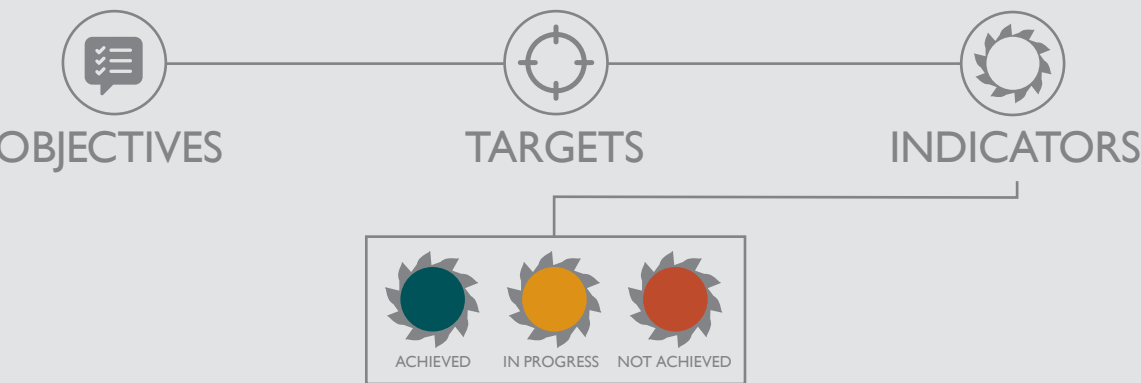 OBJECTIVES TARGETS INDICATORS
ACHIEVED IN PROGRESS NOT ACHIEVED